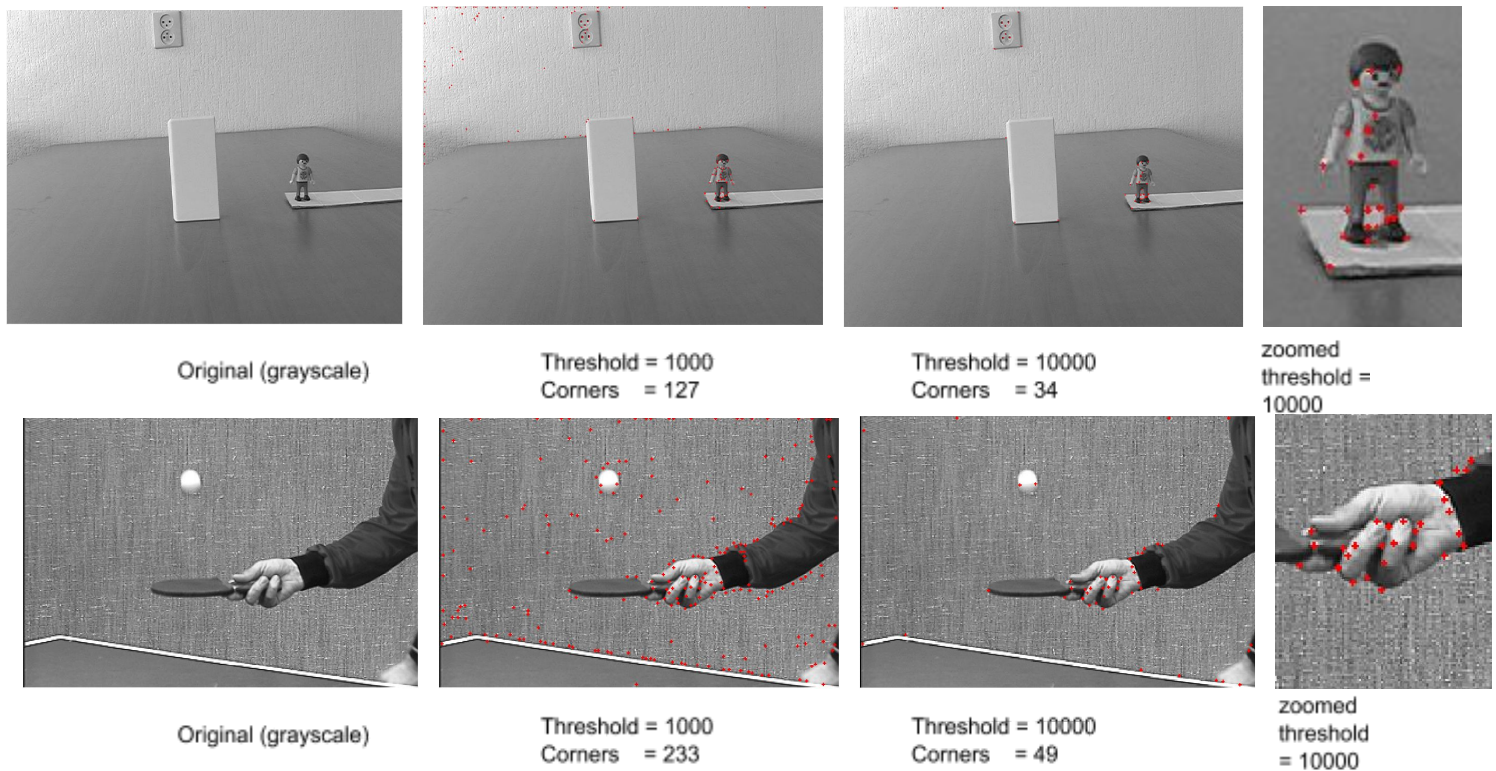 Original (grayscale)
Threshold = 1000
Corners = 127
Threshold = 10000
Corners = 34
zoomed
threshold =
10000
Original (grayscale)
Threshold = 1000
Corners = 233
Threshold = 10000
Corners = 49
zoomed
threshold
= 10000